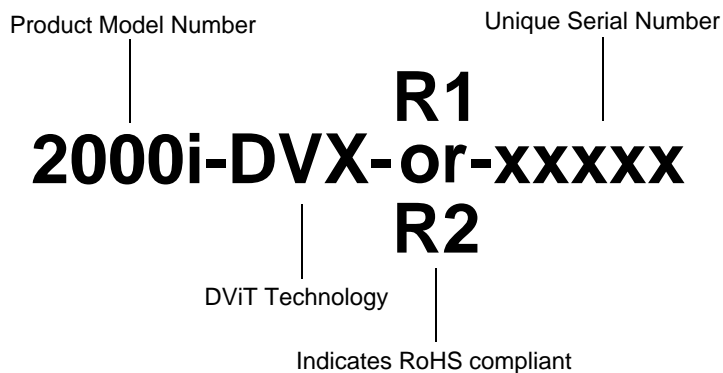 Product Model Number
Unique Serial Number
R1
2000i-DVX-or-xxxxx
R2
DViT Technology
Indicates RoHS compliant